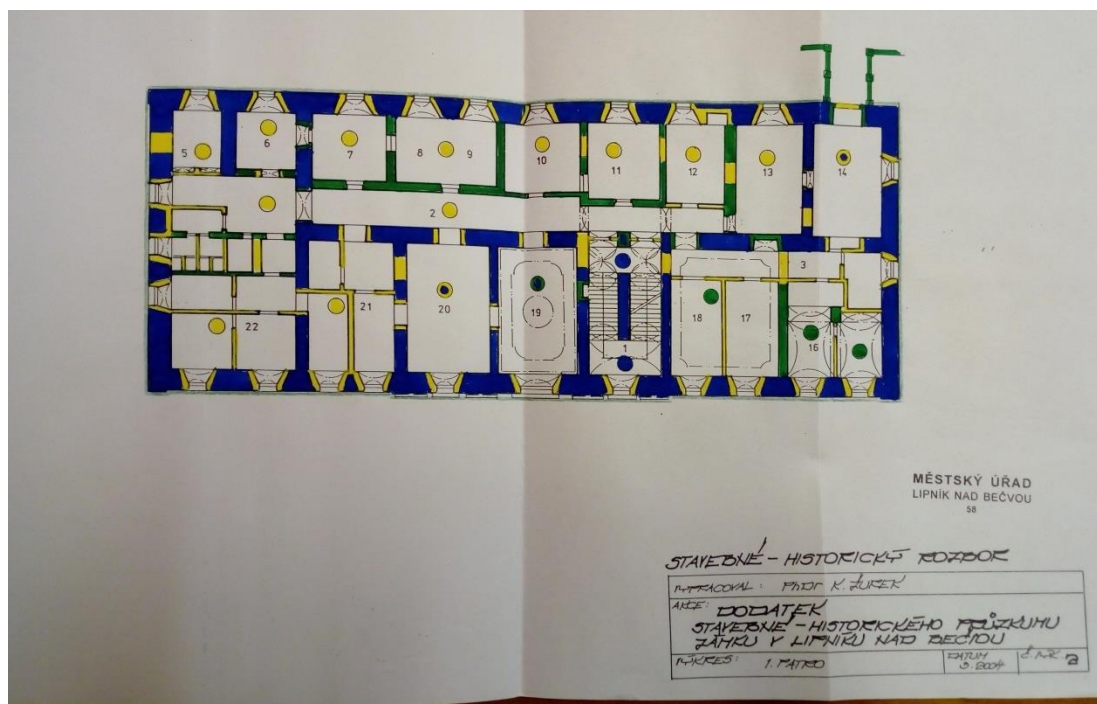 5
6
7
8 9
10
11
12
13
14
2
3
22
21
20
19
1
18
17
16
MĚSTSKÝ ÚŘAD
LIPNÍK NAD BEČVOU
58
STAVEBNĚ - HISTORICKÝ ROZBOR
VYPRACOVAL: PhDr K. ŽUREK
AKCE: DODATEK
STAVEBNĚ - HISTORICKÉHO PRŮZKUMU
ZÁMKU V LIPNÍKU NAD BEČVOU
VÝKRES: 1. PATRO
DATUM
3. 2004
Č. VÝK.